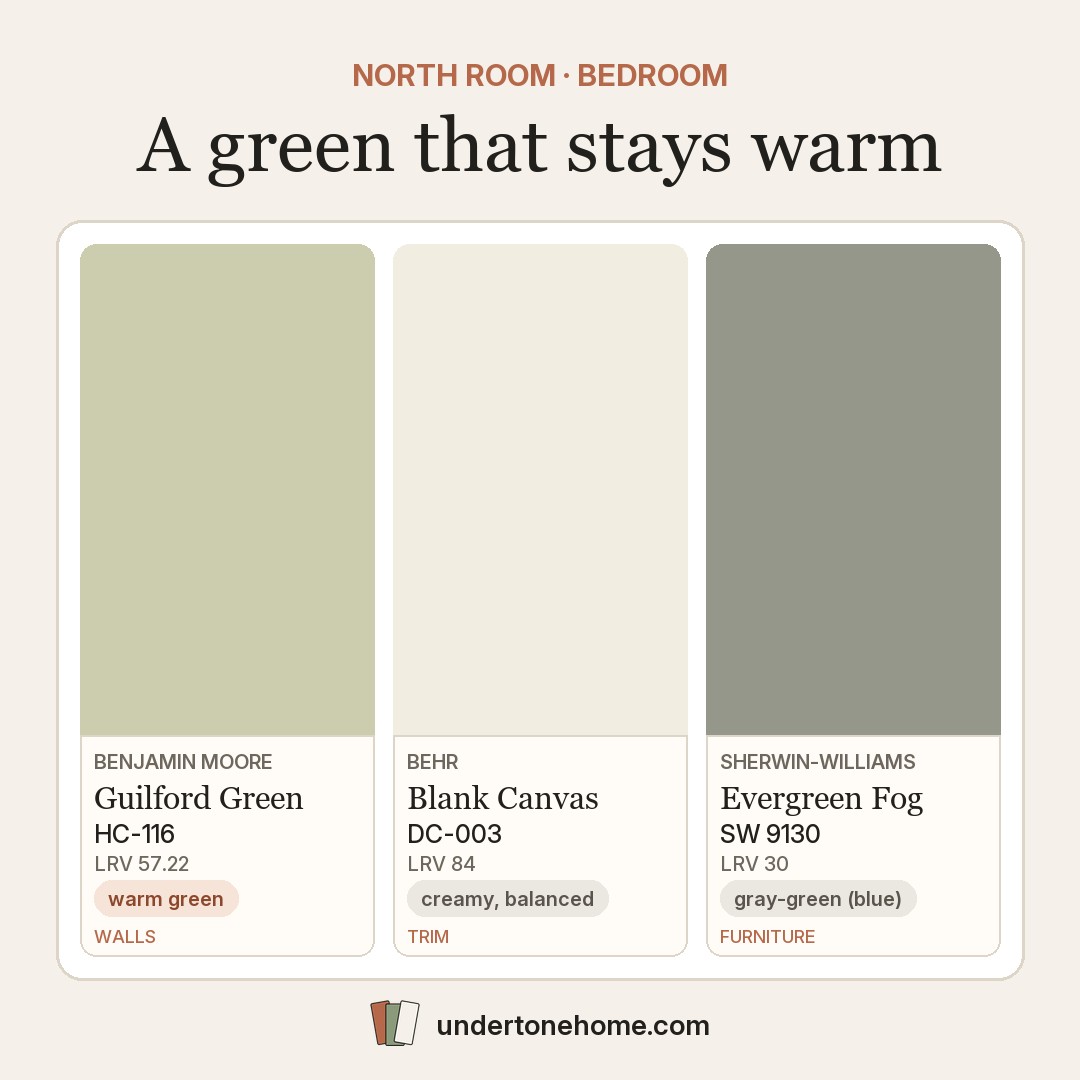 NORTH ROOM · BEDROOM
A green that stays warm
BENJAMIN MOORE
Guilford Green
HC-116
LRV 57.22
warm green
WALLS
BEHR
Blank Canvas
DC-003
LRV 84
creamy, balanced
TRIM
SHERWIN-WILLIAMS
Evergreen Fog
SW 9130
LRV 30
gray-green (blue)
FURNITURE
undertonehome.com